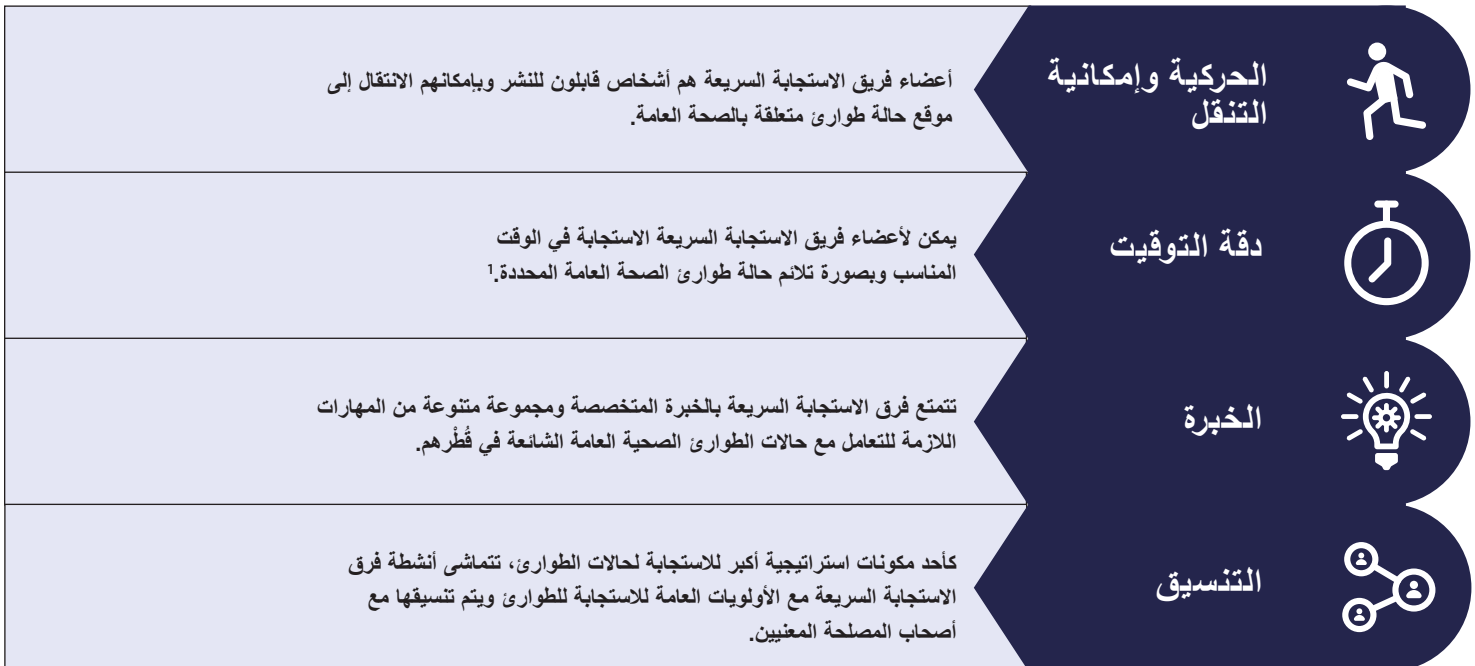 الحركية وإمكانية
التنقل
أعضاء فريق الاستجابة السريعة هم أشخاص قابلون للنشر وبإمكانهم الانتقال إلى
موقع حالة طوارئ متعلقة بالصحة العامة.
دقة التوقيت
يمكن لأعضاء فريق الاستجابة السريعة الاستجابة في الوقت
المناسب وبصورة تلائم حالة طوارئ الصحة العامة المحددة.¹
الخبرة
تتمتع فرق الاستجابة السريعة بالخبرة المتخصصة ومجموعة متنوعة من المهارات
اللازمة للتعامل مع حالات الطوارئ الصحية العامة الشائعة في قُطْرهم.
التنسيق
كأحد مكونات استراتيجية أكبر للاستجابة لحالات الطوارئ، تتماشى أنشطة فرق
الاستجابة السريعة مع الأولويات العامة للاستجابة للطوارئ ويتم تنسيقها مع
أصحاب المصلحة المعنيين.